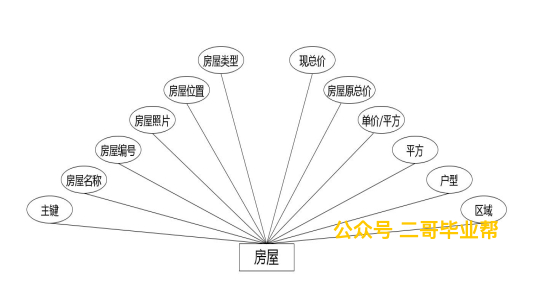 房屋类型
现总价
房屋位置
房屋原总价
房屋照片
单价/平方
房屋编号
平方
房屋名称
户型
主键
区域
公众号 二哥毕业帮
房屋